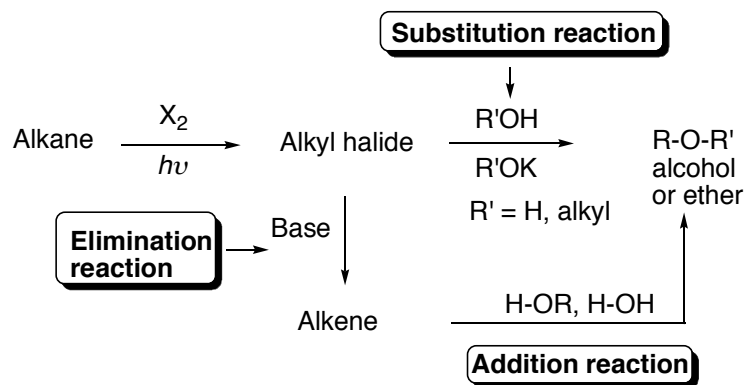 Substitution reaction
X2
R'OH
Alkane
Alkyl halide
R-O-R'
alcohol
or ether
hυ
R'OK
R' = H, alkyl
Elimination
reaction
Base
H-OR, H-OH
Alkene
Addition reaction